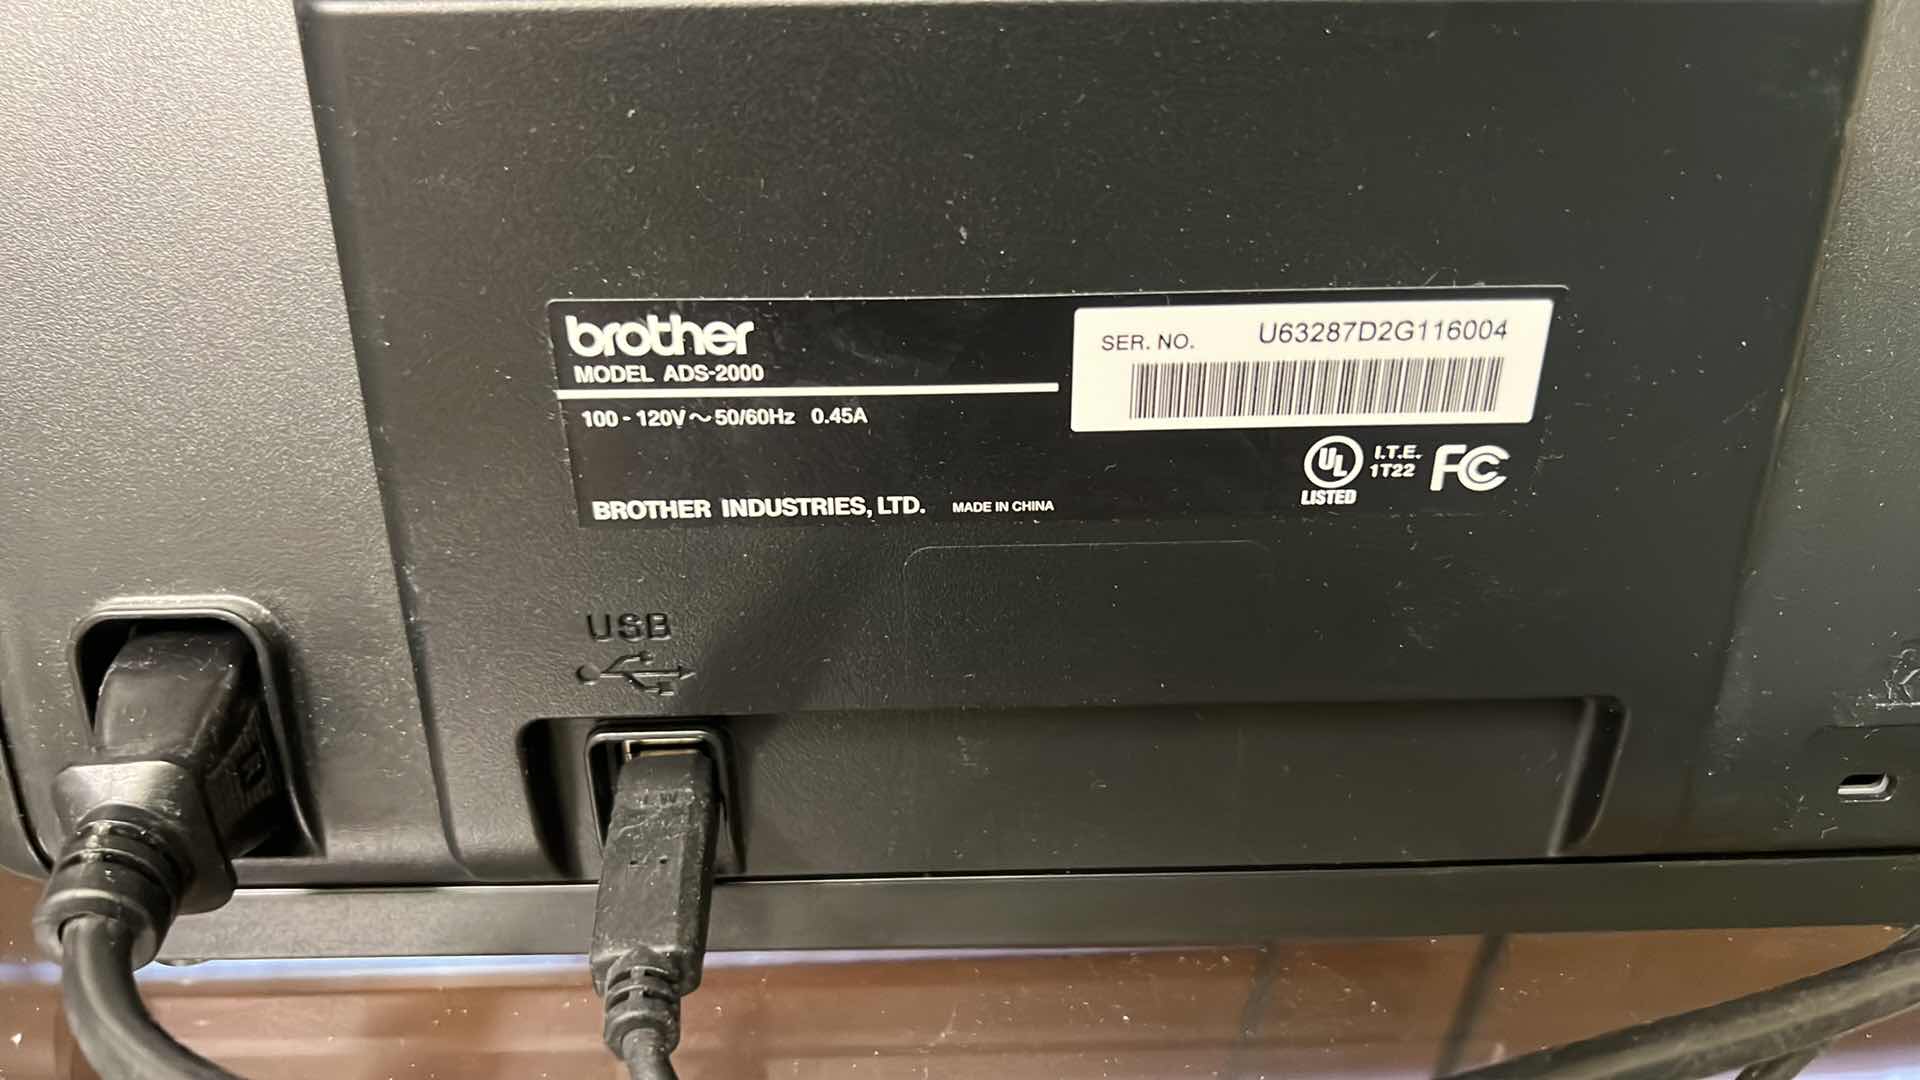 brother
MODEL ADS-2000
100 - 120V ~ 50/60Hz 0.45A
BROTHER INDUSTRIES, LTD. MADE IN CHINA
SER. NO. U63287D2G116004
UL I.T.E. FC
LISTED 1T22
USB